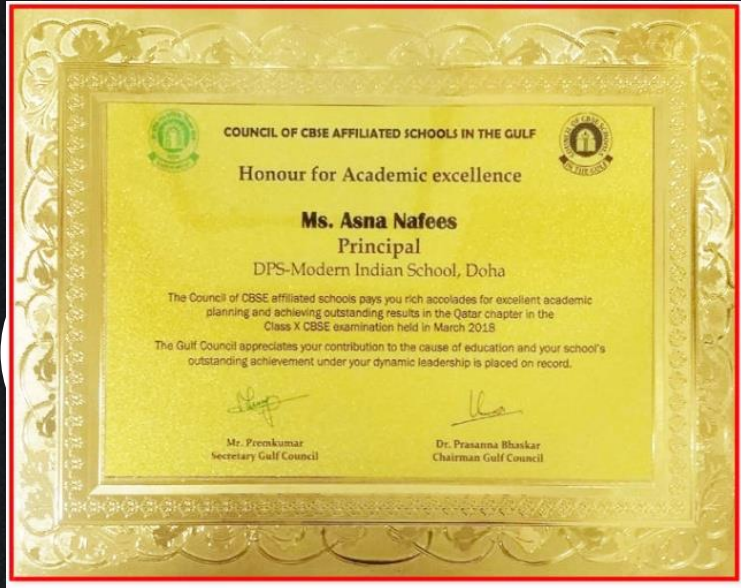 COUNCIL OF CBSE AFFILIATED SCHOOLS IN THE GULF
Honour for Academic excellence
Ms. Asna Nafees
Principal
DPS-Modern Indian School, Doha
The Council of CBSE affiliated schools pays you rich accolades for excellent academic
planning and achieving outstanding results in the Qatar chapter in the
Class X CBSE examination held in March 2018
The Gulf Council appreciates your contribution to the cause of education and your school's
outstanding achievement under your dynamic leadership is placed on record.
Mr. Premkumar
Secretary Gulf Council
Dr. Prasanna Bhaskar
Chairman Gulf Council